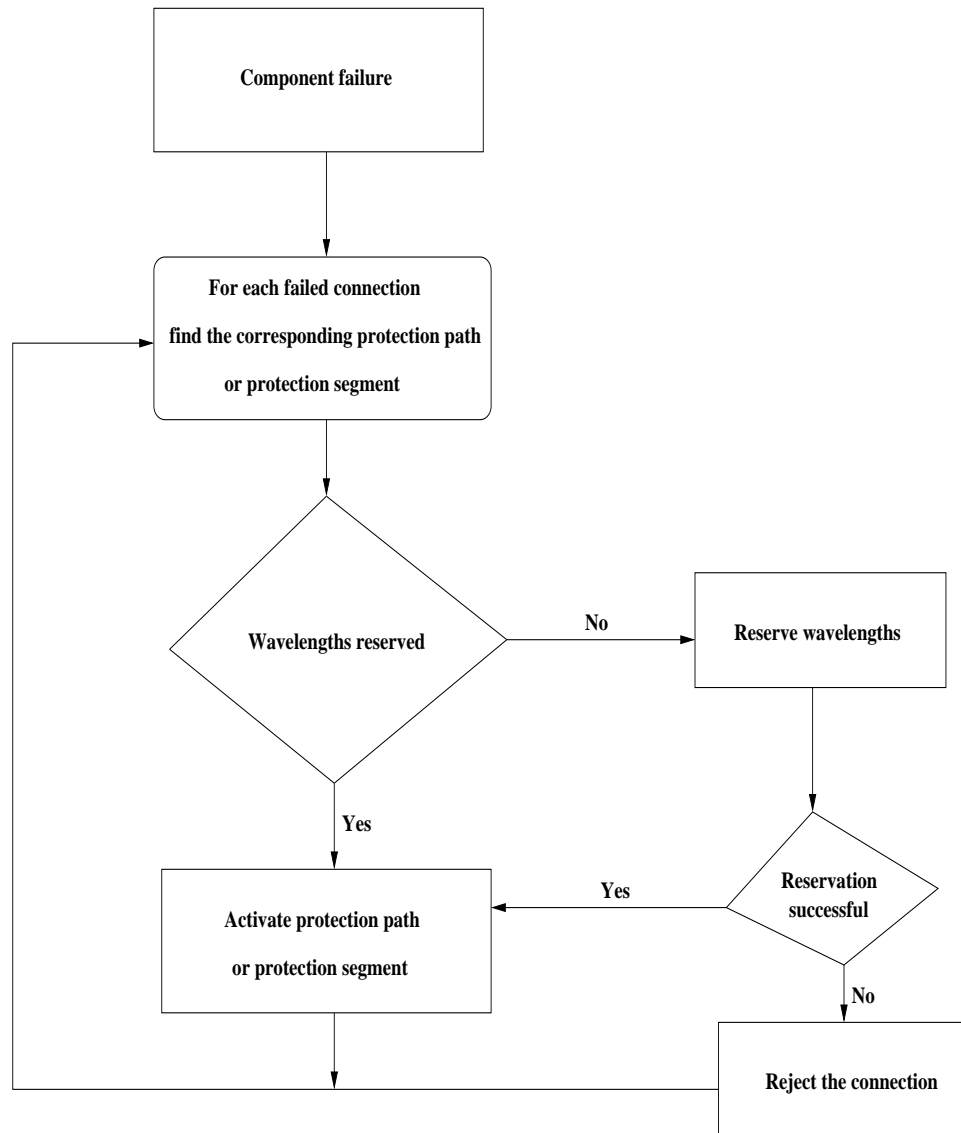 Component failure
For each failed connection
find the corresponding protection path
or protection segment
Wavelengths reserved
No
Reserve wavelengths
Yes
Reservation
successful
Yes
Activate protection path
or protection segment
No
Reject the connection